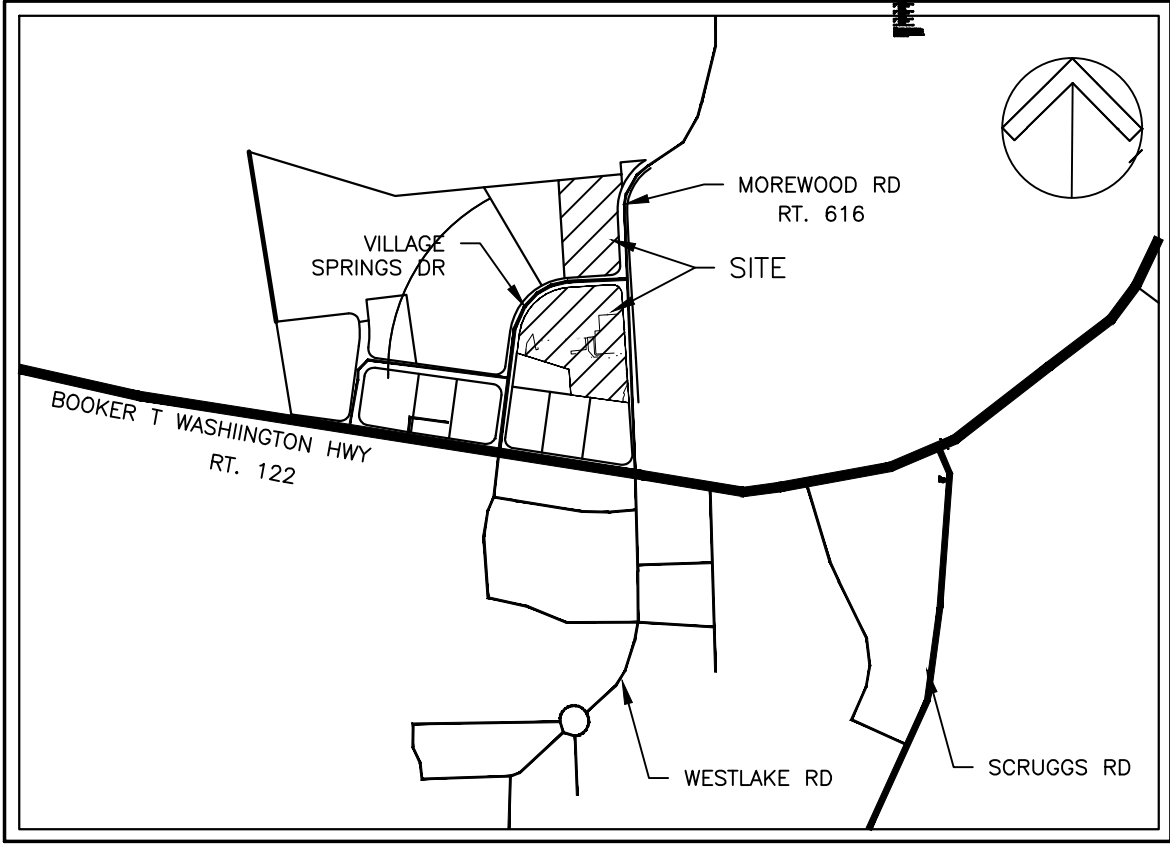 MOREWOOD RD
RT. 616
VILLAGE
SPRINGS DR
SITE
BOOKER T WASHIINGTON HWY
RT. 122
WESTLAKE RD
SCRUGGS RD